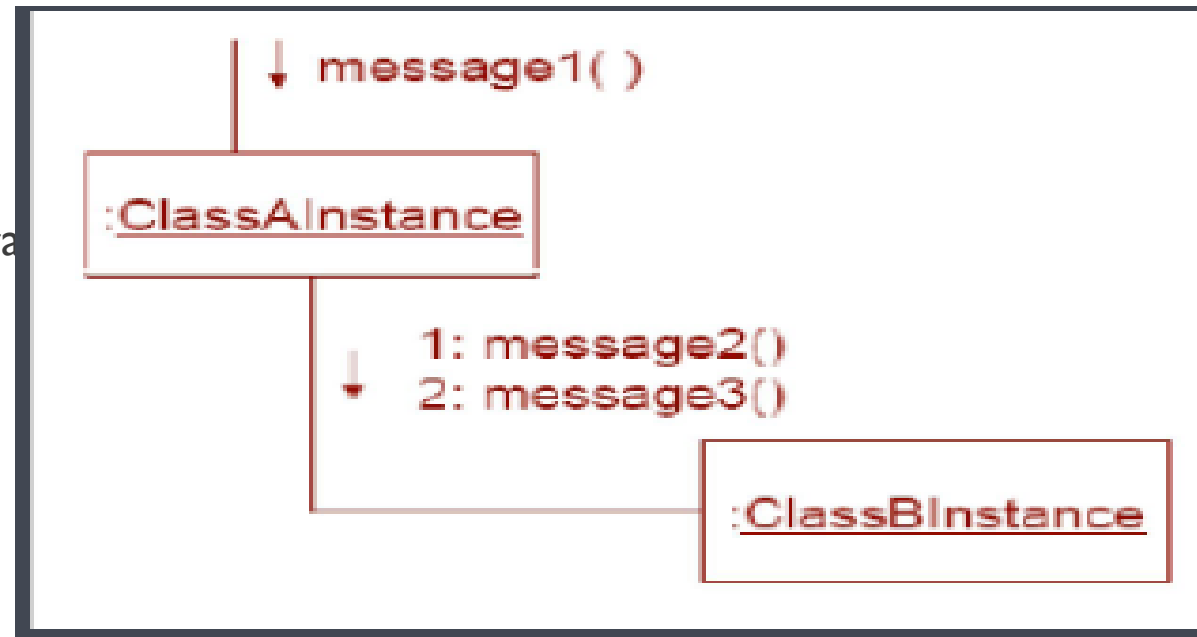 message1( )
:ClassAInstance
1: message2()
2: message3()
:ClassBInstance